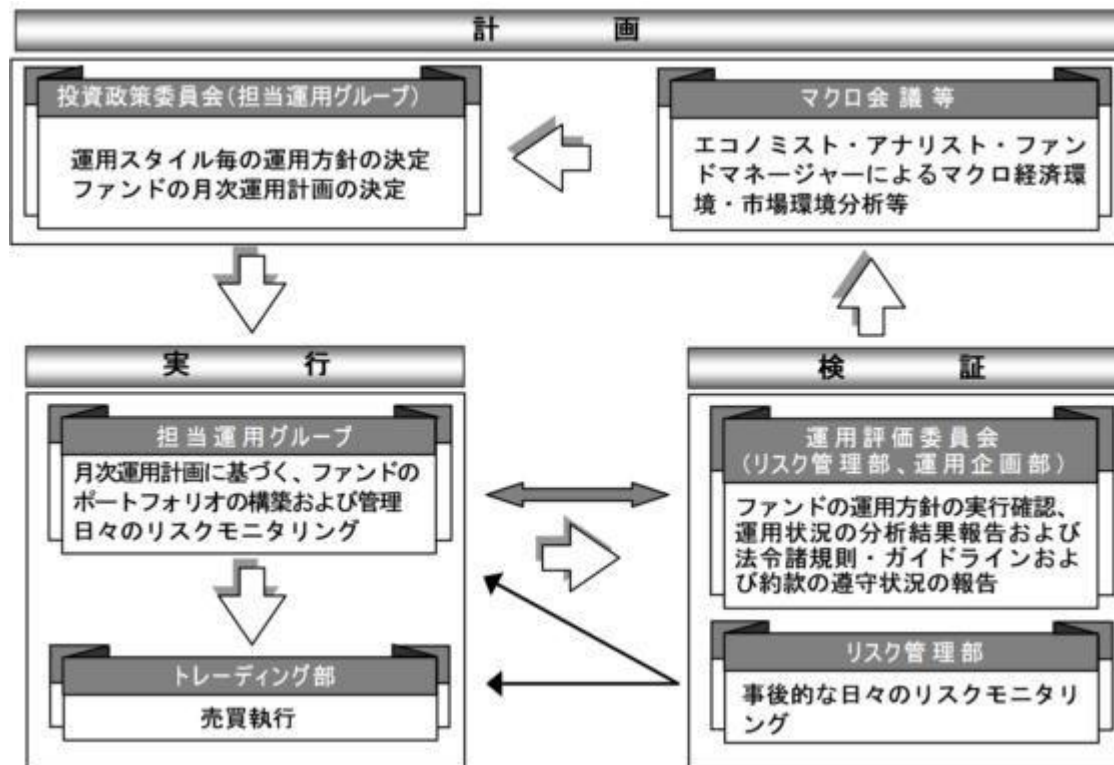 計画
投資政策委員会(担当運用グループ)
運用スタイル毎の運用方針の決定
ファンドの月次運用計画の決定
マクロ会議等
エコノミスト・アナリスト・ファン
ドマネージャーによるマクロ経済環
境・市場環境分析等
実行
担当運用グループ
月次運用計画に基づく、ファンドの
ポートフォリオの構築および管理
日々のリスクモニタリング
トレーディング部
売買執行
検証
運用評価委員会
(リスク管理部、運用企画部)
ファンドの運用方針の実行確認、
運用状況の分析結果報告および
法令諸規則・ガイドラインおよ
び約款の遵守状況の報告
リスク管理部
事後的な日々のリスクモニタリ
ング